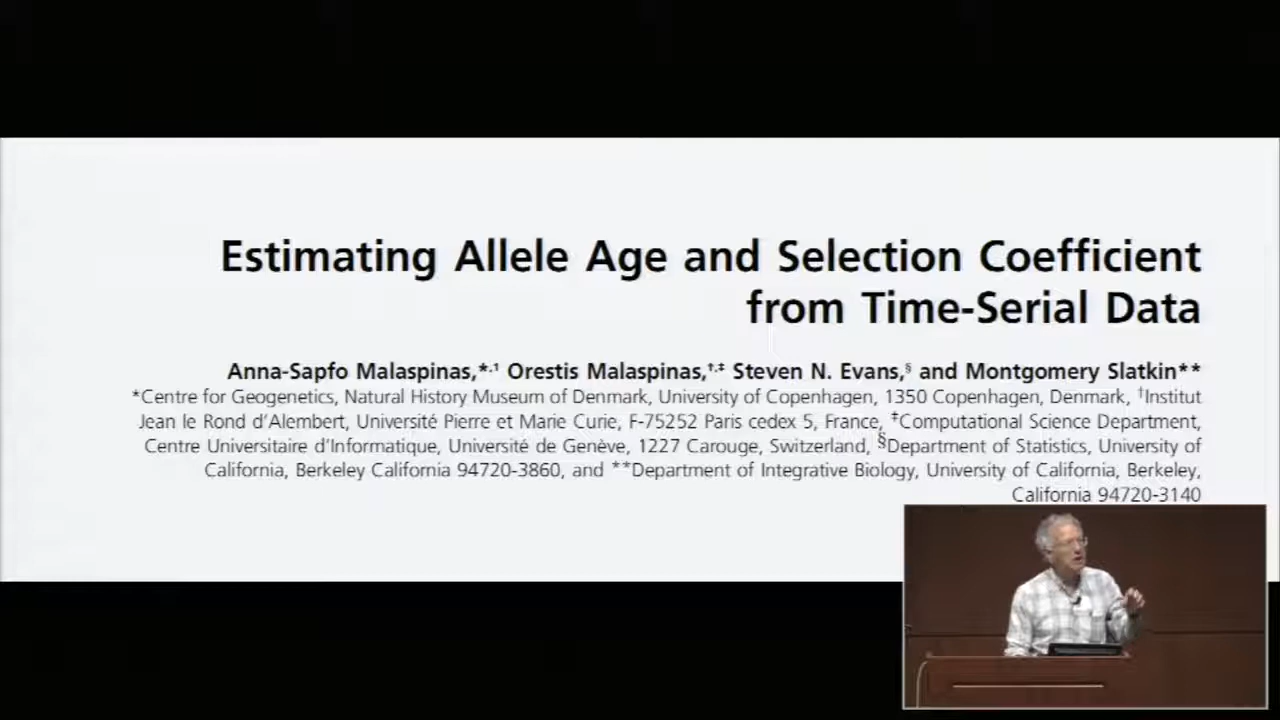 Estimating Allele Age and Selection Coefficient
from Time-Serial Data
Anna-Sapfo Malaspinas,*,1 Orestis Malaspinas,†,‡ Steven N. Evans,§ and Montgomery Slatkin**
*Centre for Geogenetics, Natural History Museum of Denmark, University of Copenhagen, 1350 Copenhagen, Denmark, †Institut
Jean le Rond d'Alembert, Université Pierre et Marie Curie, F-75252 Paris cedex 5, France, ‡Computational Science Department,
Centre Universitaire d'Informatique, Université de Genève, 1227 Carouge, Switzerland, §Department of Statistics, University of
California, Berkeley California 94720-3860, and **Department of Integrative Biology, University of California, Berkeley,
California 94720-3140